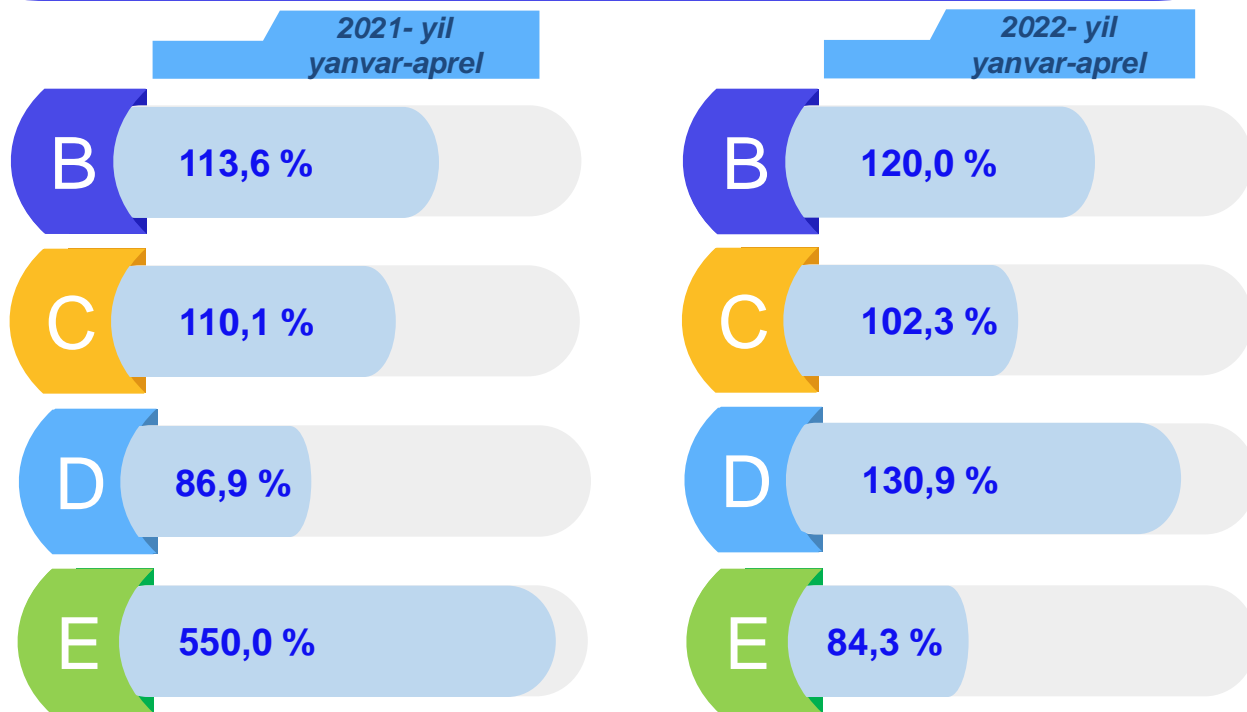 2021- yil
yanvar-aprel
B
113,6 %
C
110,1 %
D
86,9 %
E
550,0 %
2022- yil
yanvar-aprel
B
120,0 %
C
102,3 %
D
130,9 %
E
84,3 %